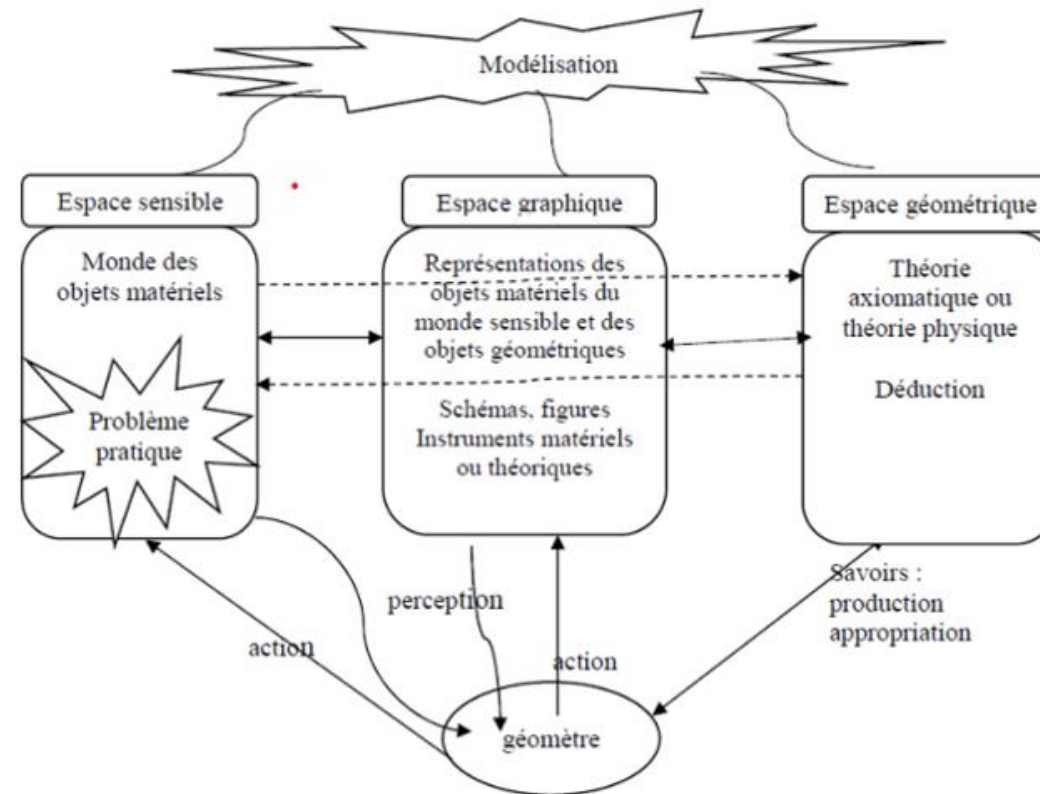 Modélisation
Espace sensible
Espace graphique
Espace géométrique
Monde des
objets matériels
Problème
pratique
Représentations des
objets matériels du
monde sensible et des
objets géométriques
Schémas, figures
Instruments matériels
ou théoriques
Théorie
axiomatique ou
théorie physique
Déduction
perception
action
action
Savoirs :
production
appropriation
géomètre